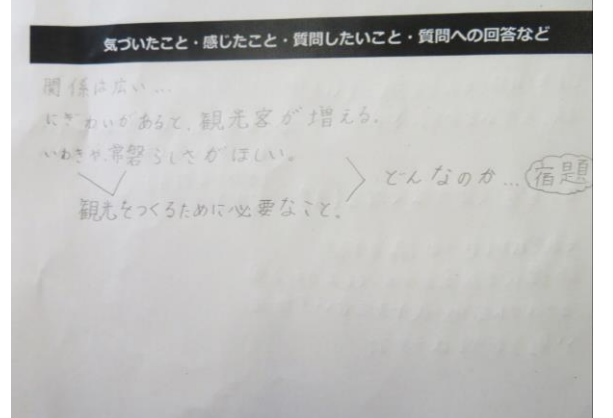 気づいたこと・感じたこと・質問したいこと・質問への回答など
関係は広い…
にぎわいがあると、観光客が増える。
いわきや、常磐らしさがほしい。
どんなのか…宿題
観光をつくるために必要なこと。